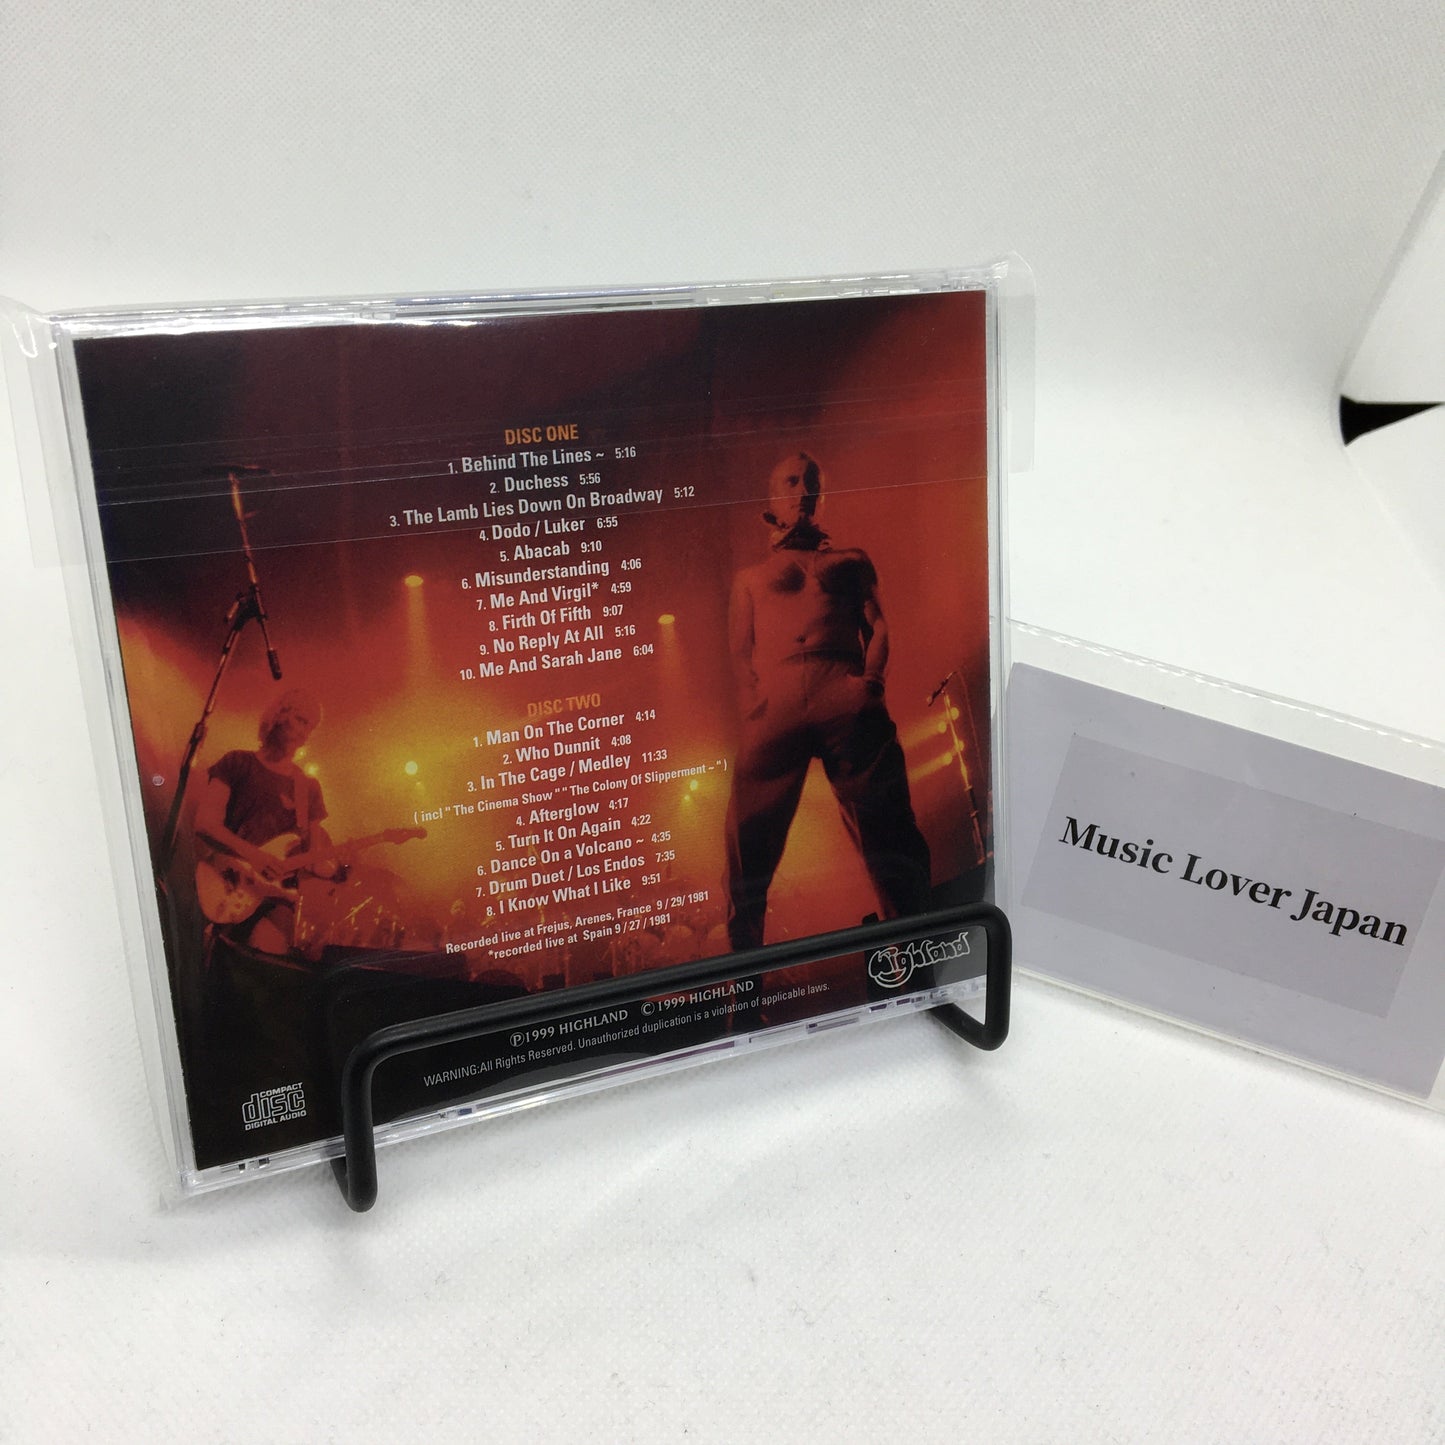 DISC ONE
1. Behind The Lines ~ 5:16
2. Duchess 5:56
3. The Lamb Lies Down On Broadway 5:12
4. Dodo / Luker 6:55
5. Abacab 9:10
6. Misunderstanding 4:06
7. Me And Virgil* 4:59
8. Firth Of Fifth 9:07
9. No Reply At All 5:16
10. Me And Sarah Jane 6:04
DISC TWO
1. Man On The Corner 4:14
2. Who Dunnit 4:08
3. In The Cage / Medley 11:33
( incl " The Cinema Show " " The Colony Of Slipperment ~ " )
4. Afterglow 4:17
5. Turn It On Again 4:22
6. Dance On a Volcano ~ 4:35
7. Drum Duet / Los Endos 7:35
8. I Know What I Like 9:51
Recorded live at Frejus, Arenes, France 9 / 29/ 1981
*recorded live at Spain 9 / 27 / 1981
Highland
℗1999 HIGHLAND ©1999 HIGHLAND
WARNING:All Rights Reserved. Unauthorized duplication is a violation of applicable laws.
COMPACT
disc
DIGITAL AUDIO
Music Lover Japan